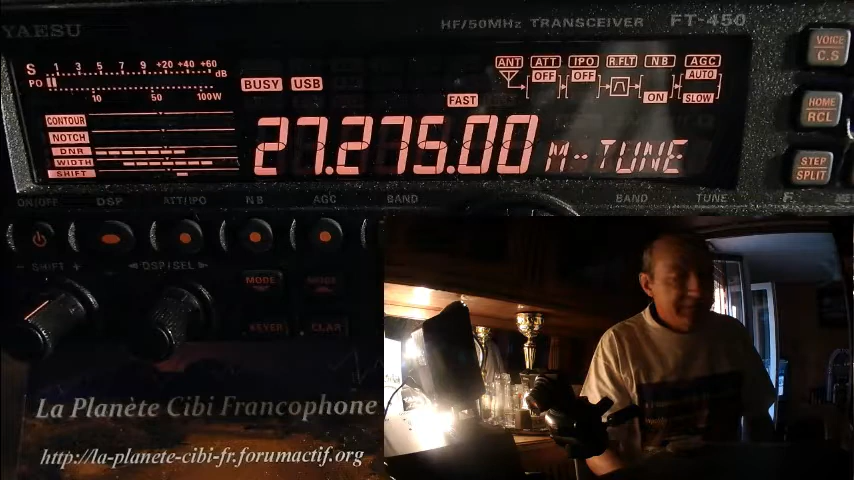 YAESU
HF/50MHz TRANSCEIVER FT-450
S 1 3 5 7 9 +20 +40 +60 dB
PO
10 50 100W
BUSY USB
FAST
ANT ATT IPO R.FLT NB AGC
OFF OFF AUTO
ON SLOW
VOICE
C.S
HOME
RCL
STEP
SPLIT
CONTOUR
NOTCH
DNR
WIDTH
SHIFT
27.275.00 M-TUNE
ON/OFF DSP ATT/IPO NB AGC BAND BAND TUNE F
- SHIFT + DSP/SEL
MODE MODE
KEYER CLAR
La Planète Cibi Francophone
http://la-planete-cibi-fr.forumactif.org